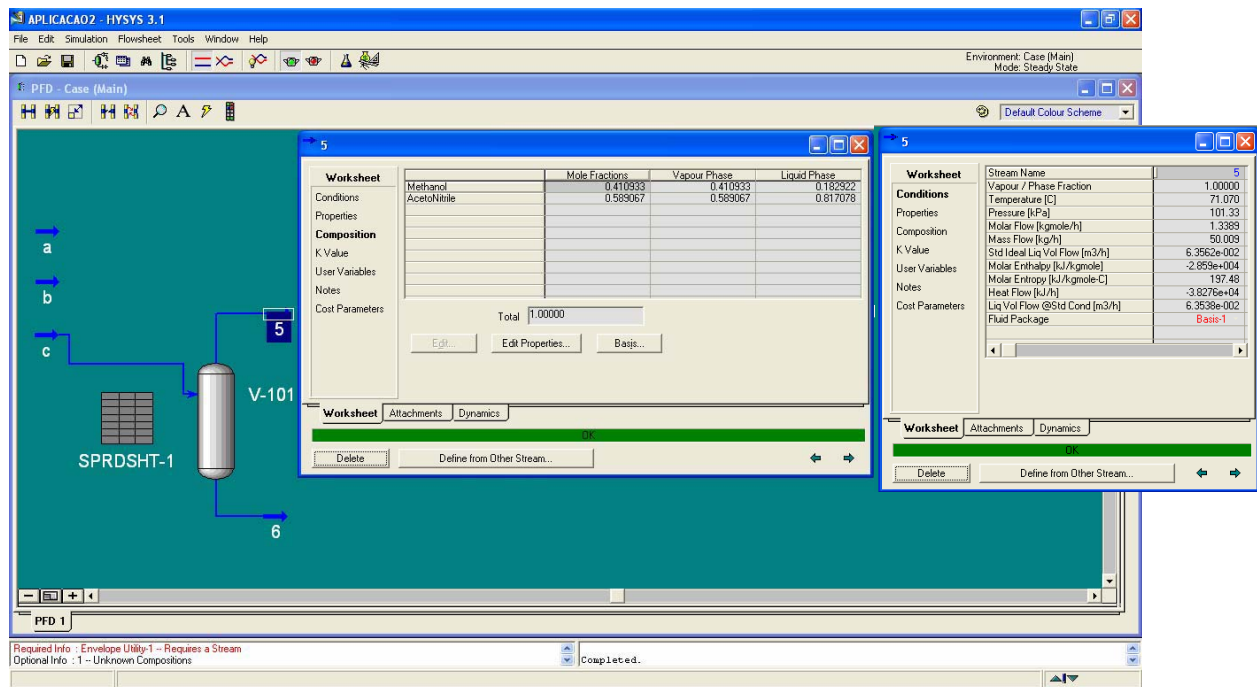 APLICACAO2 - HYSYS 3.1
File Edit Simulation Flowsheet Tools Window Help
Environment: Case (Main)
Mode: Steady State
PFD - Case (Main)
A
Default Colour Scheme
a
b
c
5
V-101
SPRDSHT-1
6
5
Worksheet
Conditions
Properties
Composition
K Value
User Variables
Notes
Cost Parameters
Mole Fractions Vapour Phase Liquid Phase
Methanol 0.410933 0.410933 0.182922
AcetoNitrile 0.589067 0.589067 0.817078
Total 1.00000
Edit... Edit Properties... Basis...
Worksheet Attachments Dynamics
OK
Delete Define from Other Stream...
5
Worksheet
Conditions
Properties
Composition
K Value
User Variables
Notes
Cost Parameters
Stream Name 5
Vapour / Phase Fraction 1.00000
Temperature [C] 71.070
Pressure [kPa] 101.33
Molar Flow [kgmole/h] 1.3389
Mass Flow [kg/h] 50.009
Std Ideal Liq Vol Flow [m3/h] 6.3562e-002
Molar Enthalpy [kJ/kgmole] -2.859e+004
Molar Entropy [kJ/kgmole-C] 197.48
Heat Flow [kJ/h] -3.8276e+04
Liq Vol Flow @Std Cond [m3/h] 6.3538e-002
Fluid Package Basis-1
Worksheet Attachments Dynamics
OK
Delete Define from Other Stream...
PFD 1
Required Info : Envelope Utility-1 -- Requires a Stream
Optional Info : 1 -- Unknown Compositions
Completed.